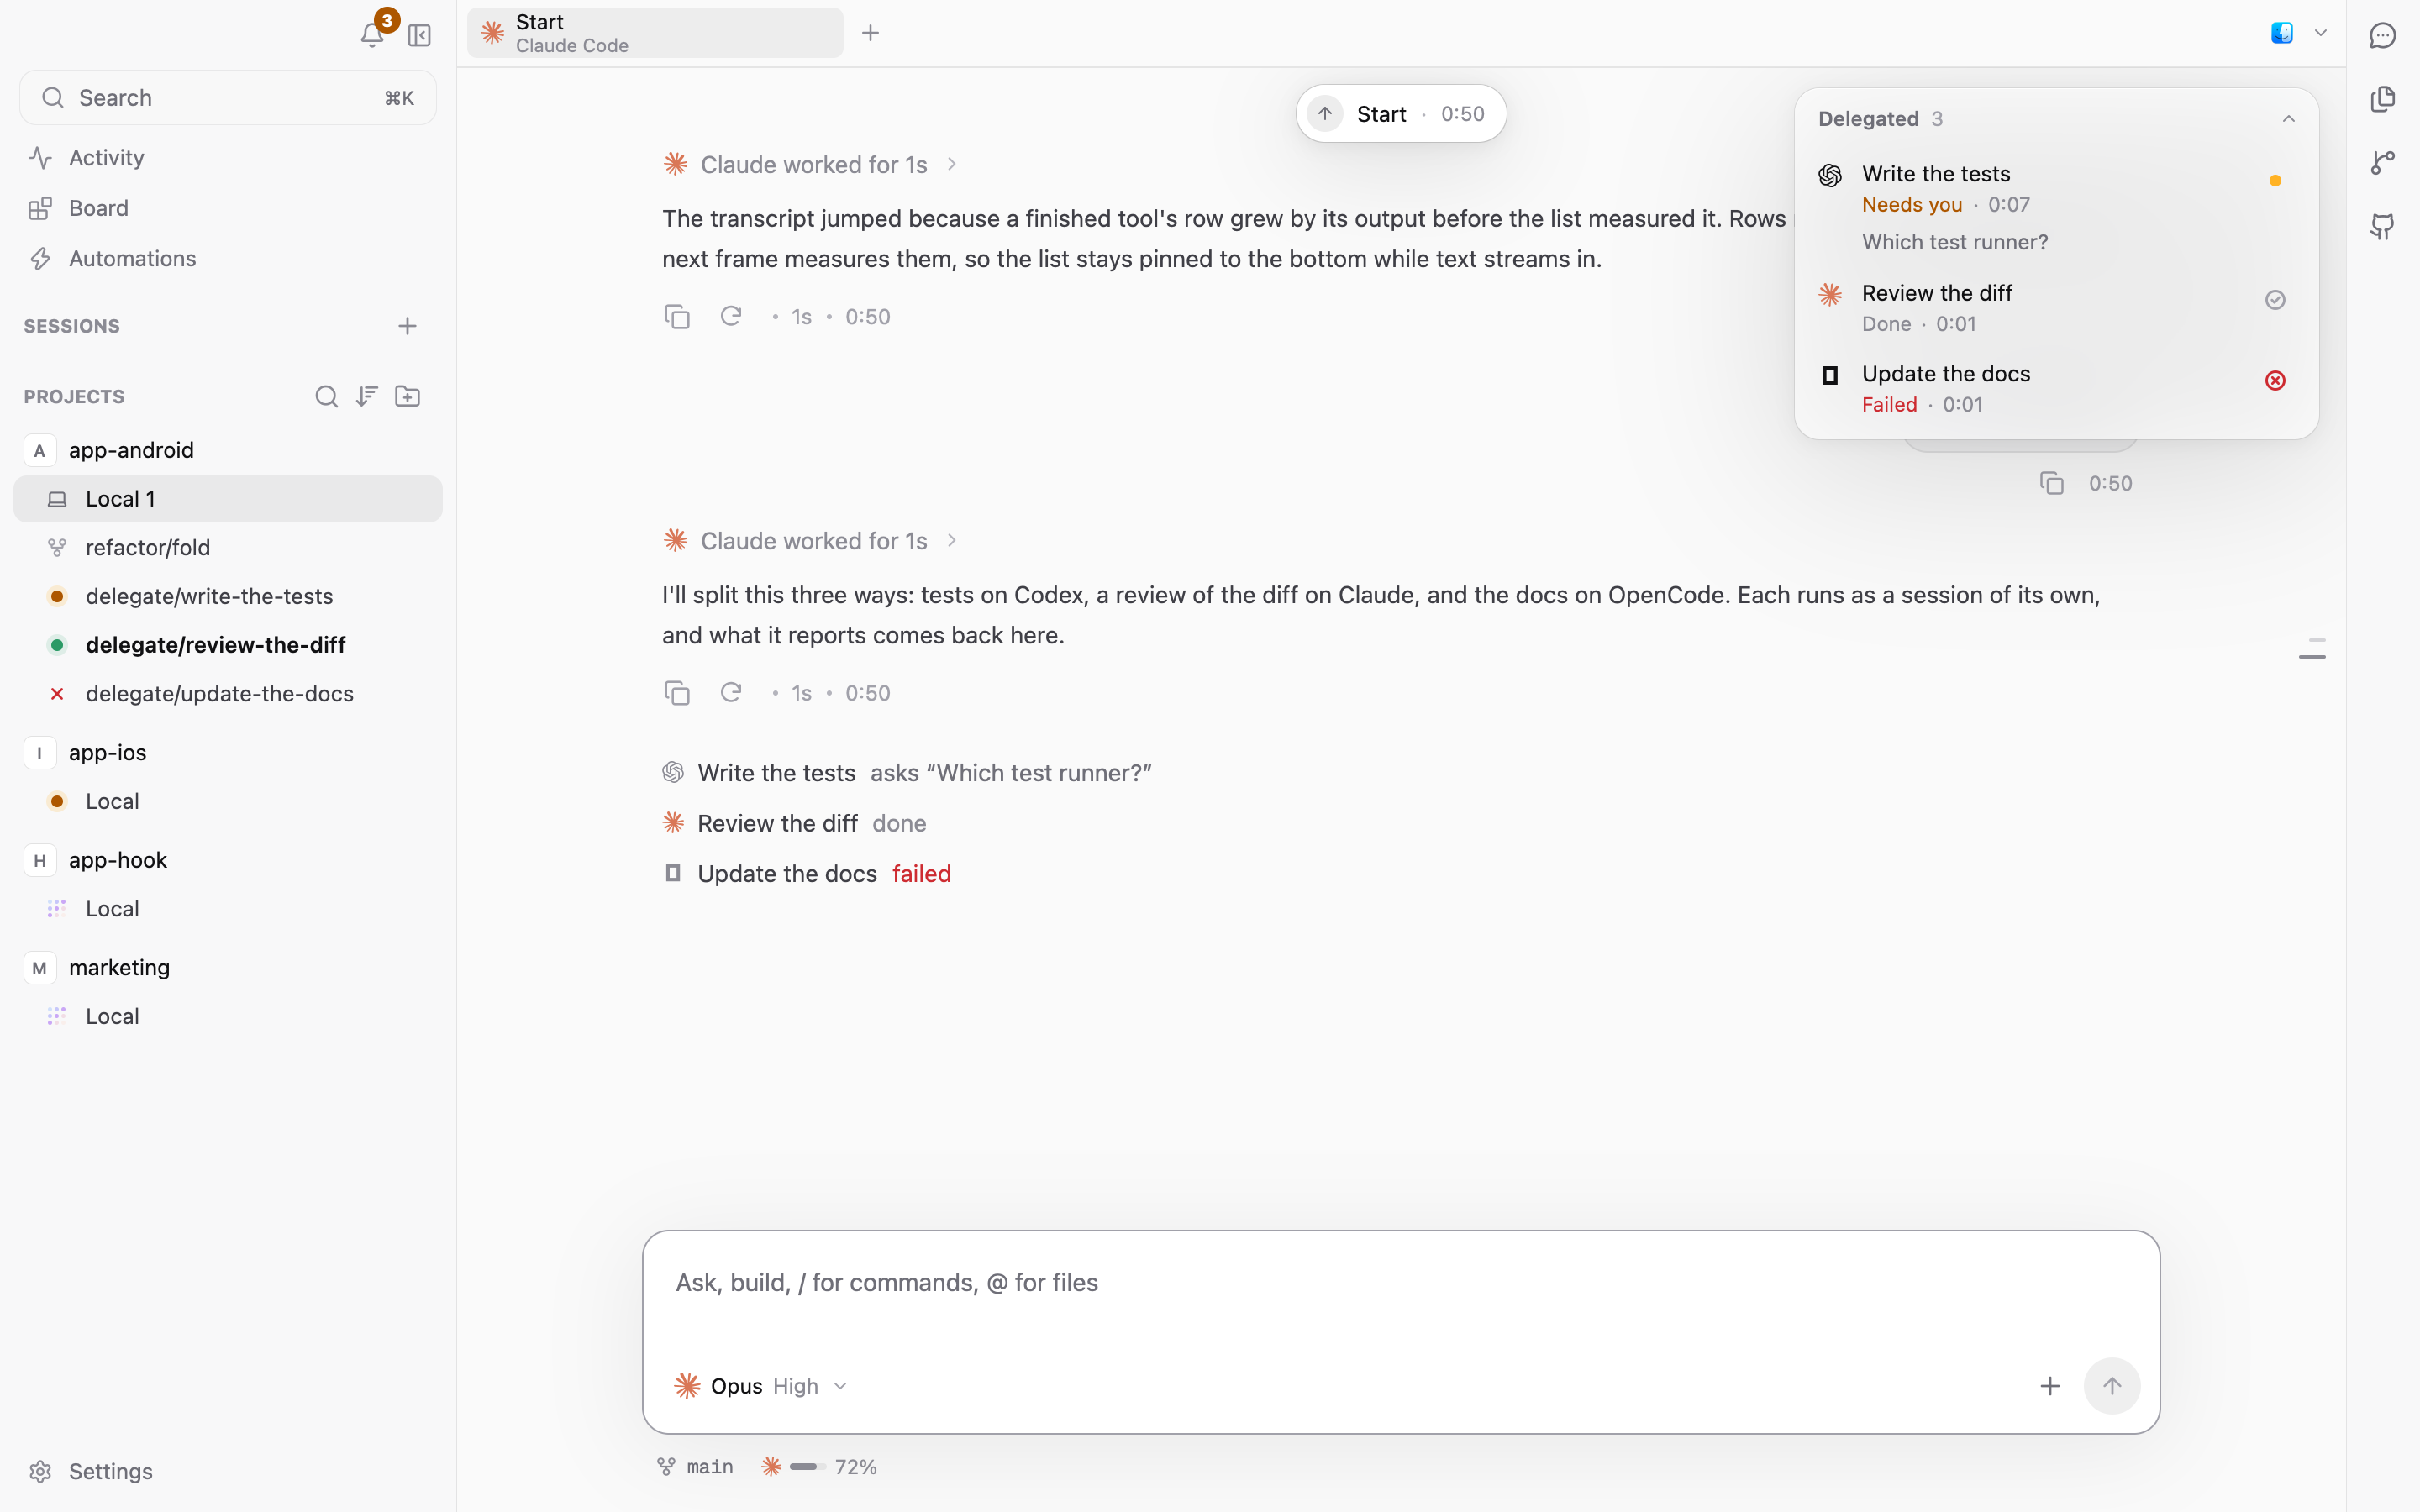 3
Search ⌘K
Activity
Board
Automations
SESSIONS
PROJECTS
A app-android
Local 1
refactor/fold
delegate/write-the-tests
delegate/review-the-diff
delegate/update-the-docs
I app-ios
Local
H app-hook
Local
M marketing
Local
Settings
Start
Claude Code
Start · 0:50
Claude worked for 1s
The transcript jumped because a finished tool's row grew by its output before the list measured it. Rows
next frame measures them, so the list stays pinned to the bottom while text streams in.
• 1s • 0:50
0:50
Claude worked for 1s
I'll split this three ways: tests on Codex, a review of the diff on Claude, and the docs on OpenCode. Each runs as a session of its own,
and what it reports comes back here.
• 1s • 0:50
Write the tests asks “Which test runner?”
Review the diff done
Update the docs failed
Ask, build, / for commands, @ for files
Opus High
main 72%
Delegated 3
Write the tests
Needs you · 0:07
Which test runner?
Review the diff
Done · 0:01
Update the docs
Failed · 0:01